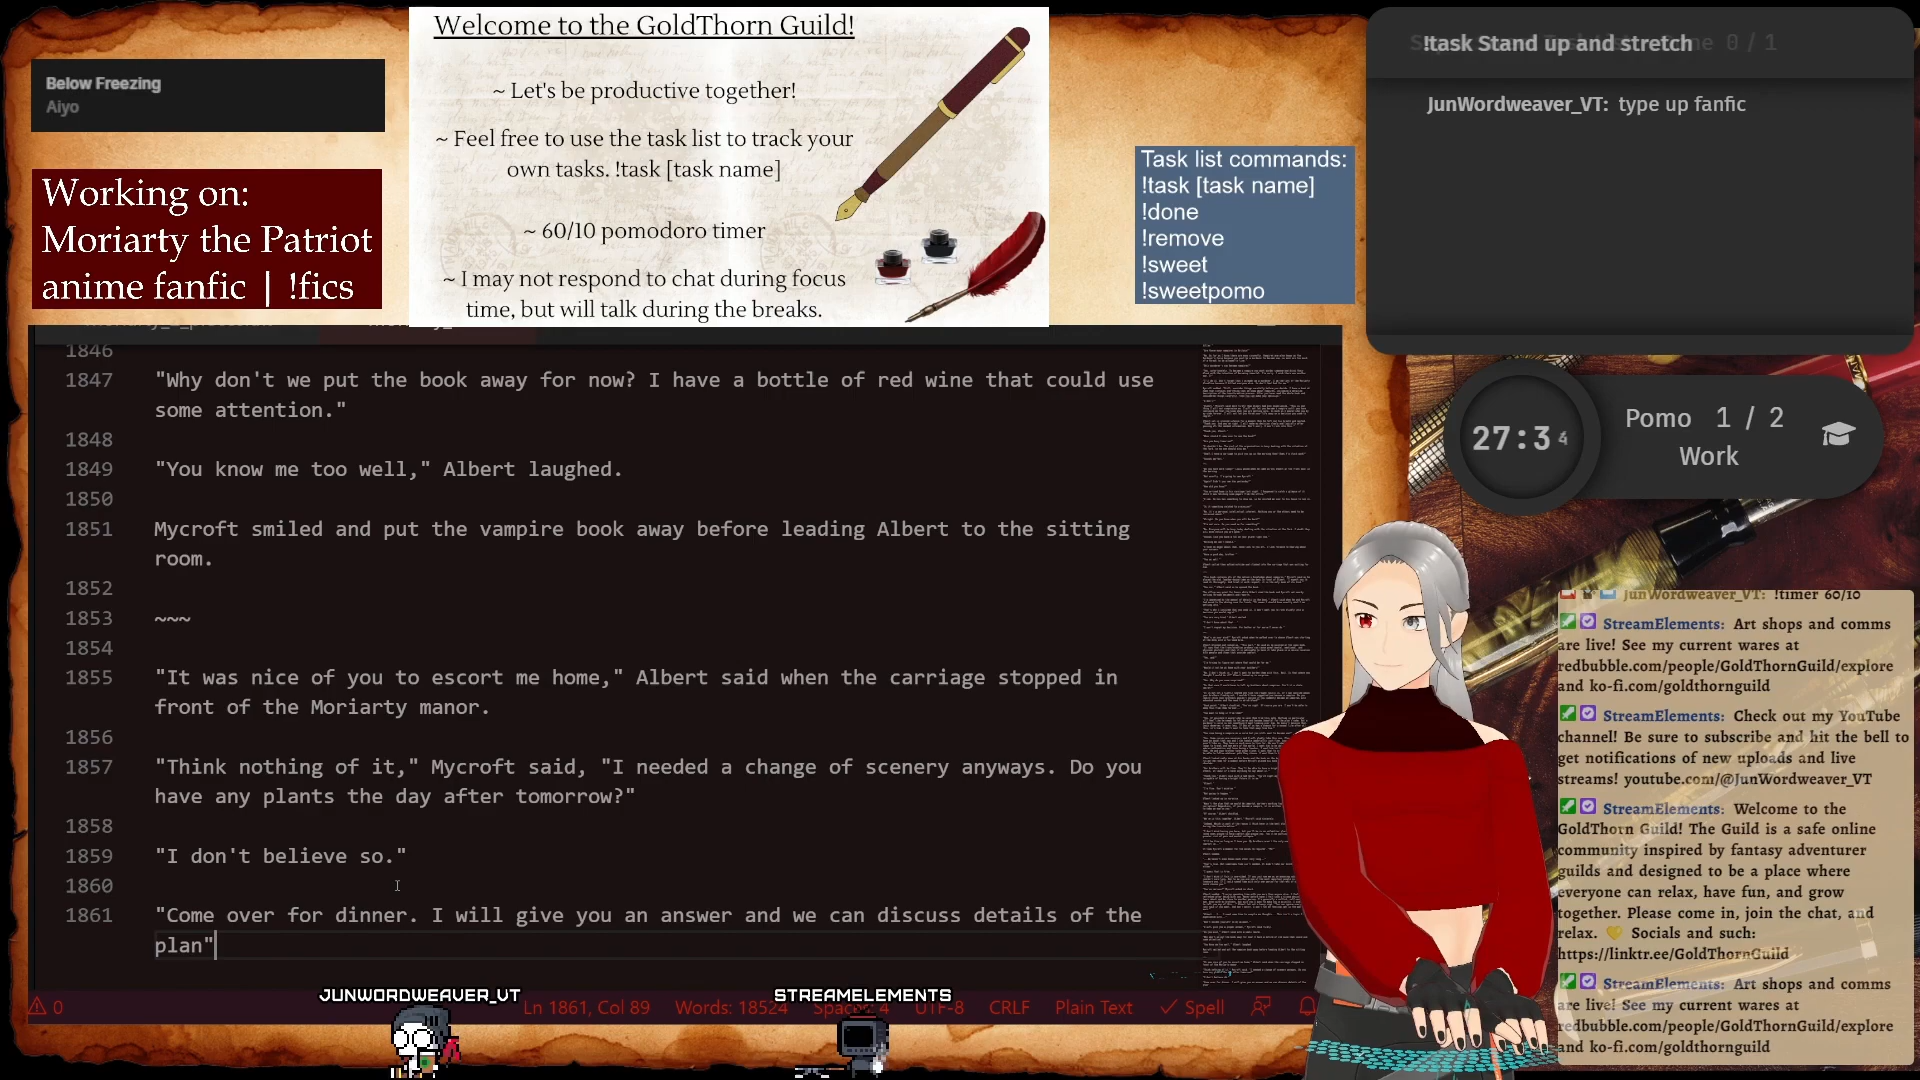 Welcome to the GoldThorn Guild!
~ Let's be productive together!
~ Feel free to use the task list to track your
own tasks. !task [task name]
~ 60/10 pomodoro timer
~ I may not respond to chat during focus
time, but will talk during the breaks.
Below Freezing
Aiyo
Working on:
Moriarty the Patriot
anime fanfic | !fics
Task list commands:
!task [task name]
!done
!remove
!sweet
!sweetpomo
!task Stand up and stretch
0 / 1
JunWordweaver_VT: type up fanfic
27:34
Pomo 1 / 2
Work
1846
1847 "Why don't we put the book away for now? I have a bottle of red wine that could use
some attention."
1848
1849 "You know me too well," Albert laughed.
1850
1851 Mycroft smiled and put the vampire book away before leading Albert to the sitting
room.
1852
1853 ~~~
1854
1855 "It was nice of you to escort me home," Albert said when the carriage stopped in
front of the Moriarty manor.
1856
1857 "Think nothing of it," Mycroft said, "I needed a change of scenery anyways. Do you
have any plants the day after tomorrow?"
1858
1859 "I don't believe so."
1860
1861 "Come over for dinner. I will give you an answer and we can discuss details of the
plan"
0 Ln 1861, Col 89 Words: 18524 Spaces: 4 UTF-8 CRLF Plain Text Spell
JUNWORDWEAVER_VT
STREAMELEMENTS
JunWordweaver_VT: !timer 60/10
StreamElements: Art shops and comms
are live! See my current wares at
redbubble.com/people/GoldThornGuild/explore
and ko-fi.com/goldthornguild
StreamElements: Check out my YouTube
channel! Be sure to subscribe and hit the bell to
get notifications of new uploads and live
streams! youtube.com/@JunWordweaver_VT
StreamElements: Welcome to the
GoldThorn Guild! The Guild is a safe online
community inspired by fantasy adventurer
guilds and designed to be a place where
everyone can relax, have fun, and grow
together. Please come in, join the chat, and
relax. 💛 Socials and such:
https://linktr.ee/GoldThornGuild
StreamElements: Art shops and comms
are live! See my current wares at
redbubble.com/people/GoldThornGuild/explore
and ko-fi.com/goldthornguild